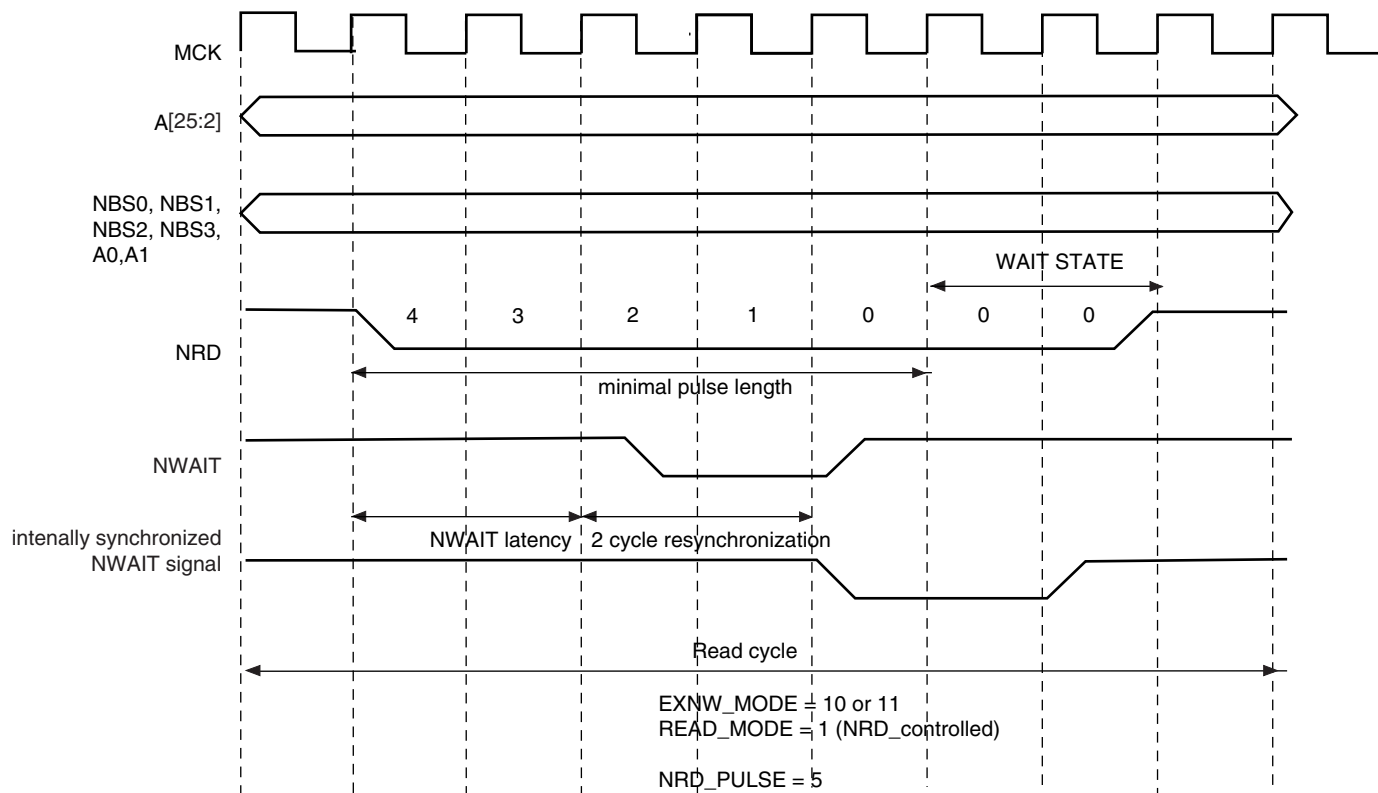 MCK
A[25:2]
NBS0, NBS1,
NBS2, NBS3,
A0,A1
WAIT STATE
4 3 2 1 0 0 0
NRD
minimal pulse length
NWAIT
intenally synchronized
NWAIT signal
NWAIT latency 2 cycle resynchronization
Read cycle
EXNW_MODE = 10 or 11
READ_MODE = 1 (NRD_controlled)
NRD_PULSE = 5